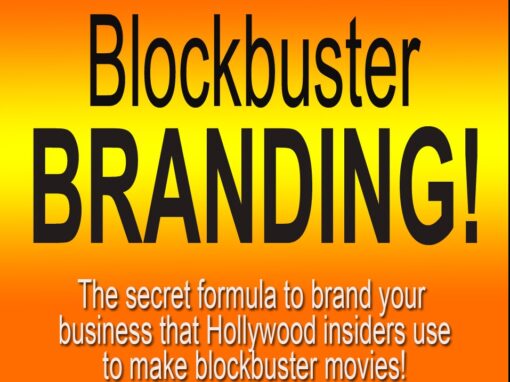 Blockbuster
BRANDING!
The secret formula to brand your
business that Hollywood insiders use
to make blockbuster movies!